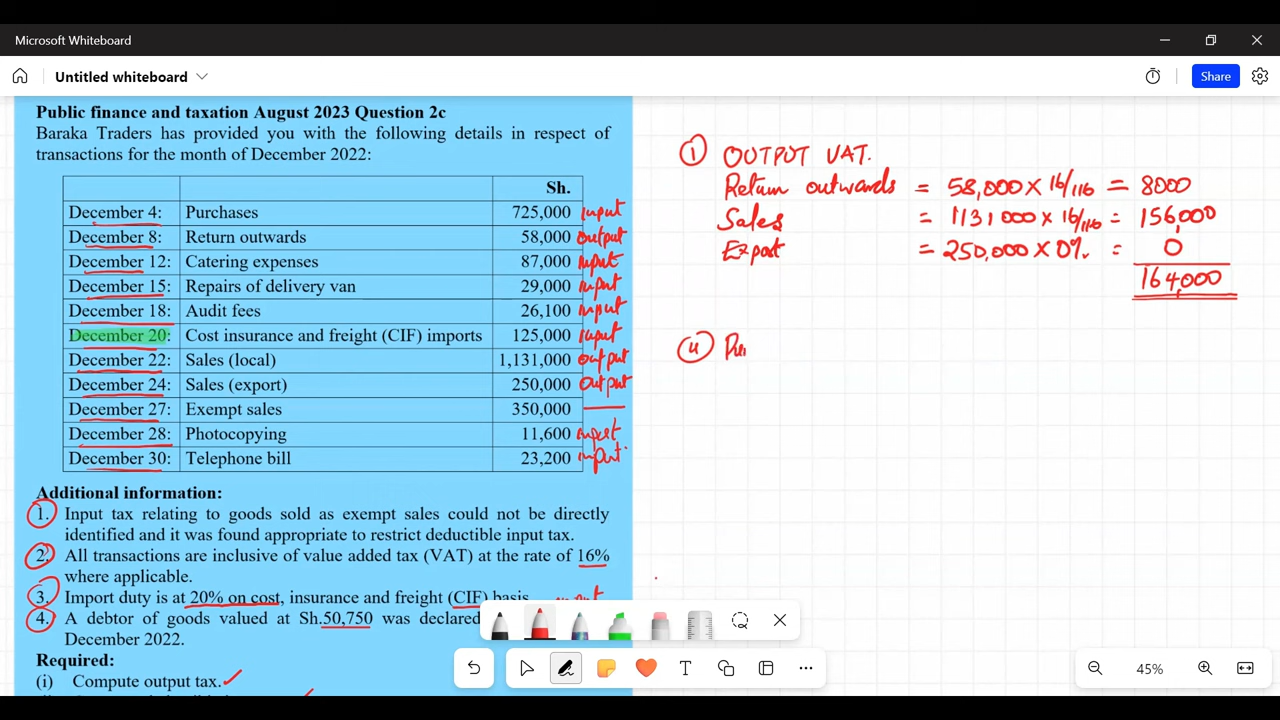 Microsoft Whiteboard
Untitled whiteboard
Share
Public finance and taxation August 2023 Question 2c
Baraka Traders has provided you with the following details in respect of
transactions for the month of December 2022:
Sh.
December 4: Purchases 725,000 input
December 8: Return outwards 58,000 output
December 12: Catering expenses 87,000 input
December 15: Repairs of delivery van 29,000 input
December 18: Audit fees 26,100 input
December 20: Cost insurance and freight (CIF) imports 125,000 input
December 22: Sales (local) 1,131,000 output
December 24: Sales (export) 250,000 output
December 27: Exempt sales 350,000
December 28: Photocopying 11,600 input
December 30: Telephone bill 23,200 input
Additional information:
1. Input tax relating to goods sold as exempt sales could not be directly
identified and it was found appropriate to restrict deductible input tax.
2. All transactions are inclusive of value added tax (VAT) at the rate of 16%
where applicable.
3. Import duty is at 20% on cost, insurance and freight (CIF) basis,
4. A debtor of goods valued at Sh.50,750 was declared
December 2022.
Required:
(i) Compute output tax.
① OUTPUT VAT.
Return outwards = 58,000 X 16/116 = 8000
Sales = 1131 000 x 16/116 = 156,000
Export = 250,000 X 0% = 0
164,000
45%